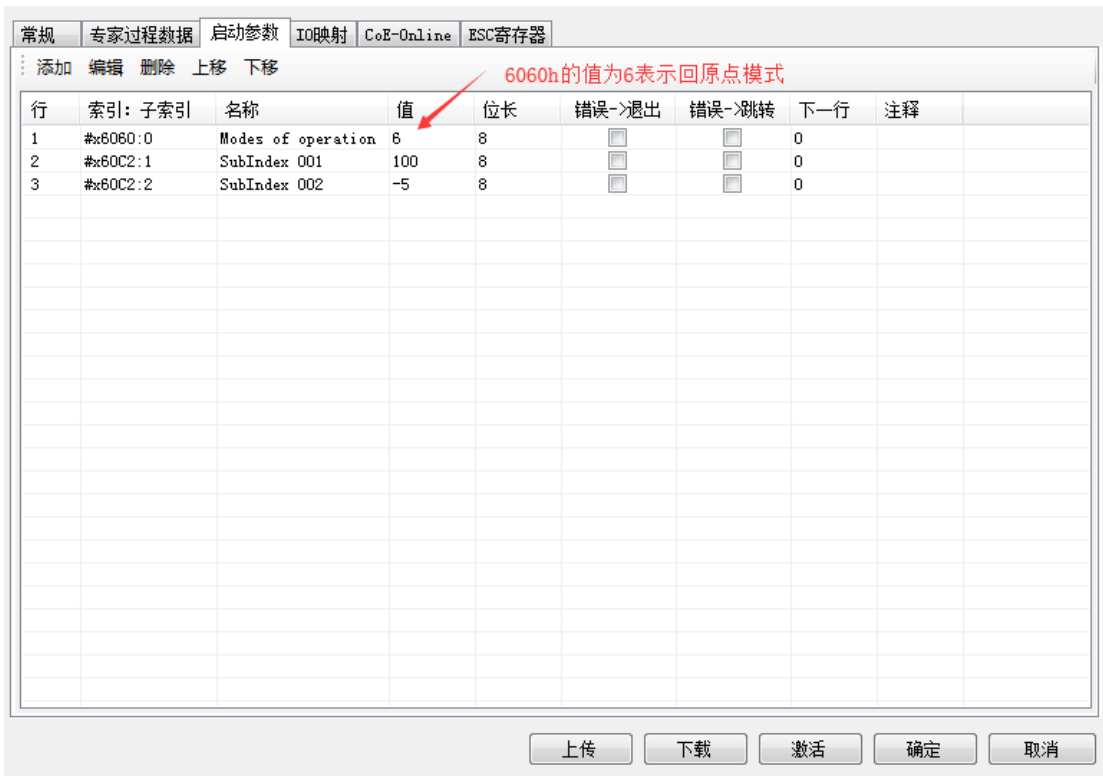 常规 专家过程数据 启动参数 IO映射 CoE-Online ESC寄存器
添加 编辑 删除 上移 下移
6060h的值为6表示回原点模式
行 索引: 子索引 名称 值 位长 错误->退出 错误->跳转 下一行 注释
1 #x6060:0 Modes of operation 6 8 0
2 #x60C2:1 SubIndex 001 100 8 0
3 #x60C2:2 SubIndex 002 -5 8 0
上传 下载 激活 确定 取消